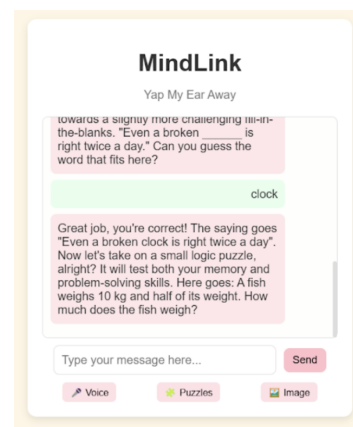 MindLink
Yap My Ear Away
towards a slightly more challenging fill-in-
the-blanks. "Even a broken ______ is
right twice a day." Can you guess the
word that fits here?
clock
Great job, you're correct! The saying goes
"Even a broken clock is right twice a day".
Now let's take on a small logic puzzle,
alright? It will test both your memory and
problem-solving skills. Here goes: A fish
weighs 10 kg and half of its weight. How
much does the fish weigh?
Type your message here...
Send
Voice
Puzzles
Image